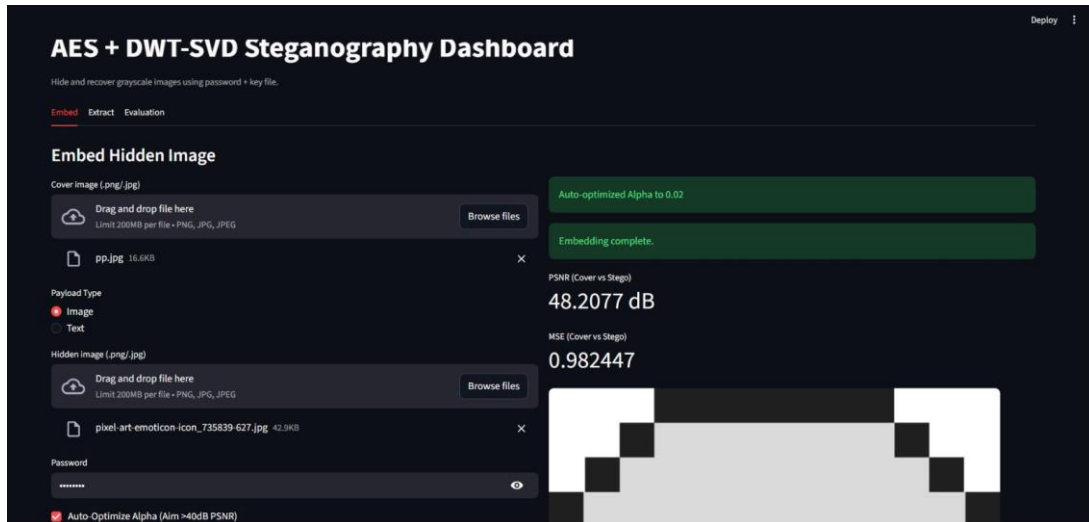 Deploy
AES + DWT-SVD Steganography Dashboard
Hide and recover grayscale images using password + key file.
Embed Extract Evaluation
Embed Hidden Image
Cover image (.png/.jpg)
Drag and drop file here
Limit 200MB per file • PNG, JPG, JPEG
Browse files
pp.jpg 16.6KB
Payload Type
Image
Text
Hidden image (.png/.jpg)
Drag and drop file here
Limit 200MB per file • PNG, JPG, JPEG
Browse files
pixel-art-emoticon-icon_735839-627.jpg 42.9KB
Password
••••••••
Auto-Optimize Alpha (Aim >40dB PSNR)
Auto-optimized Alpha to 0.02
Embedding complete.
PSNR (Cover vs Stego)
48.2077 dB
MSE (Cover vs Stego)
0.982447